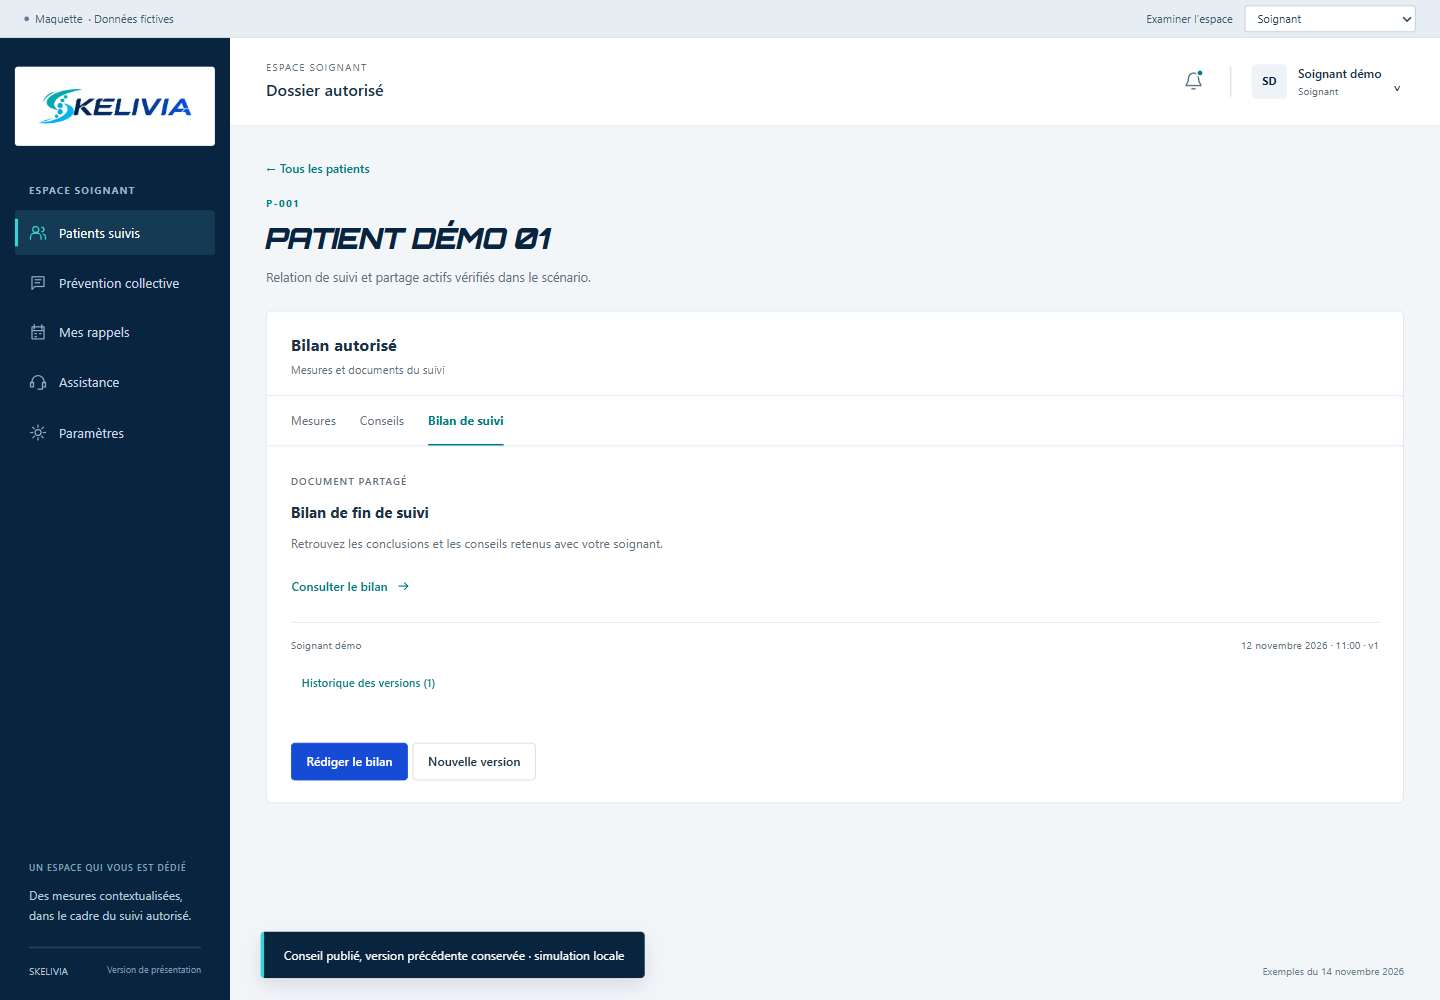 Maquette · Données fictives
Examiner l'espace
Soignant
SKELIVIA
ESPACE SOIGNANT
Patients suivis
Prévention collective
Mes rappels
Assistance
Paramètres
UN ESPACE QUI VOUS EST DÉDIÉ
Des mesures contextualisées,
dans le cadre du suivi autorisé.
SKELIVIA
Version de présentation
ESPACE SOIGNANT
Dossier autorisé
SD
Soignant démo
Soignant
← Tous les patients
P-001
PATIENT DÉMO 01
Relation de suivi et partage actifs vérifiés dans le scénario.
Bilan autorisé
Mesures et documents du suivi
Mesures
Conseils
Bilan de suivi
DOCUMENT PARTAGÉ
Bilan de fin de suivi
Retrouvez les conclusions et les conseils retenus avec votre soignant.
Consulter le bilan →
Soignant démo
12 novembre 2026 · 11:00 · v1
Historique des versions (1)
Rédiger le bilan
Nouvelle version
Conseil publié, version précédente conservée · simulation locale
Exemples du 14 novembre 2026